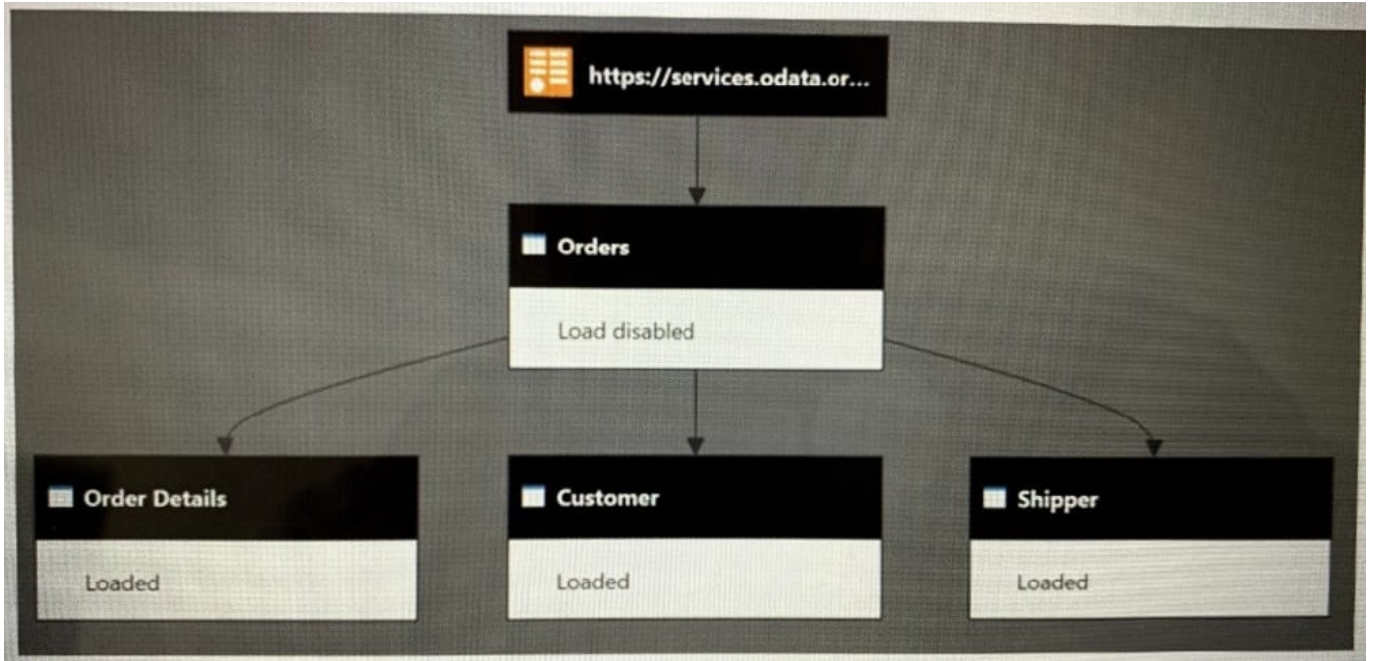 https://services.odata.or...
Orders
Load disabled
Order Details
Customer
Shipper
Loaded
Loaded
Loaded